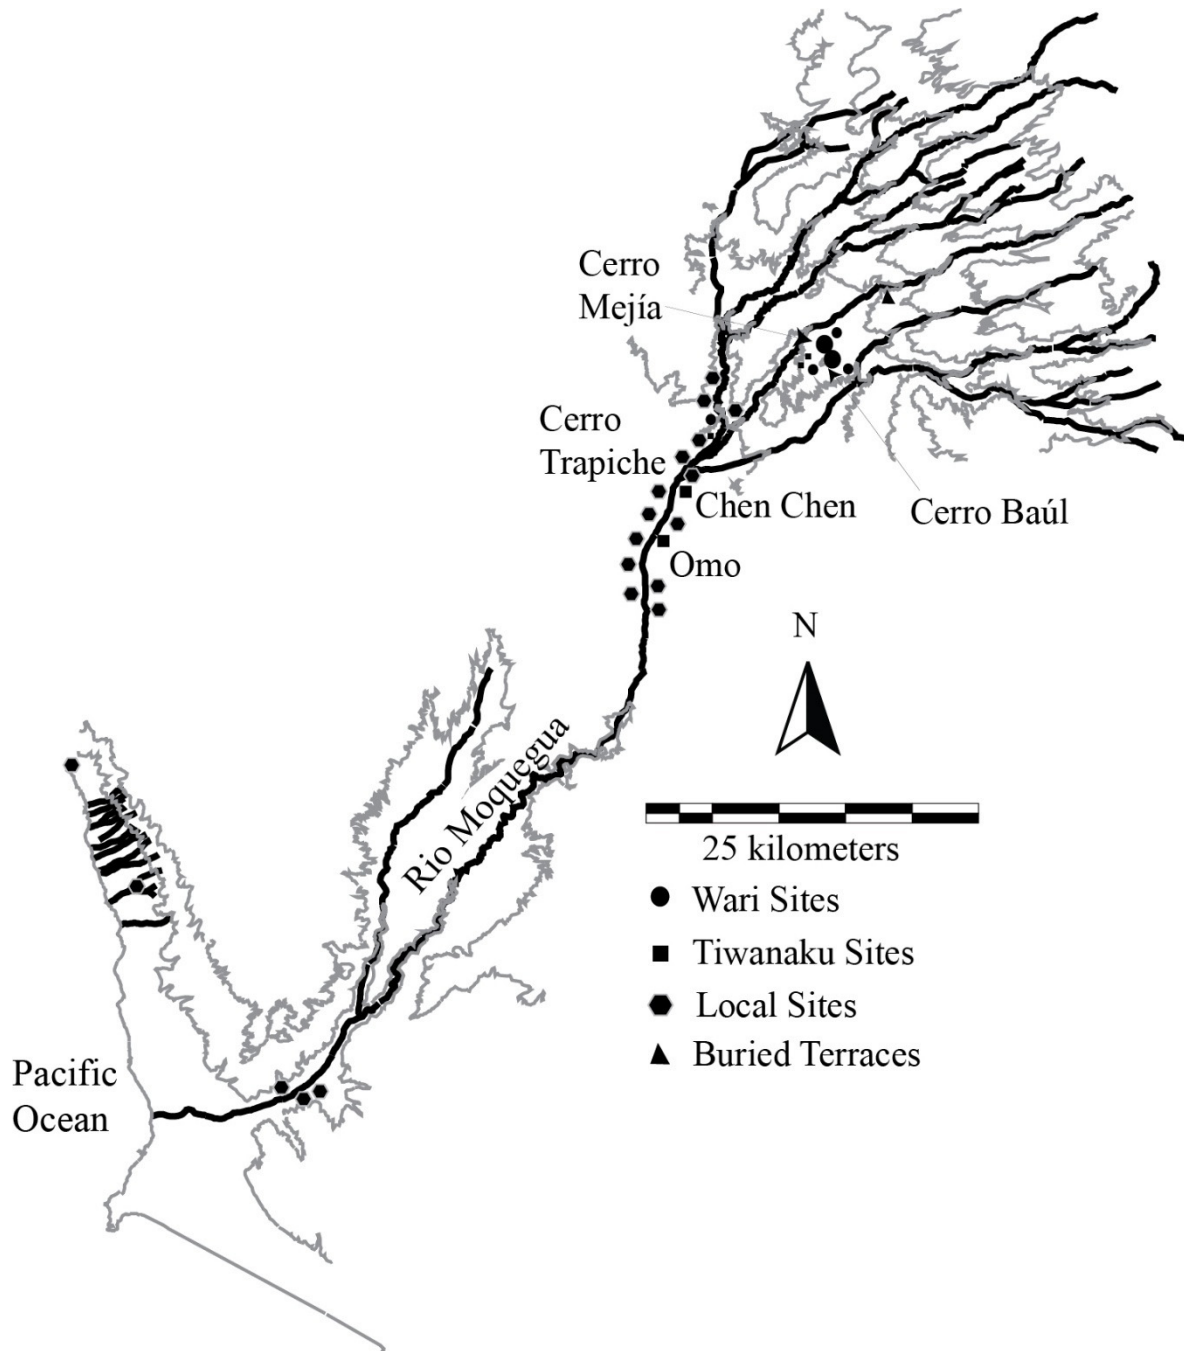 Cerro
Mejía
Cerro
Trapiche
Chen Chen
Cerro Baúl
Omo
N
Rio Moquegua
25 kilometers
Wari Sites
Tiwanaku Sites
Local Sites
Buried Terraces
Pacific
Ocean